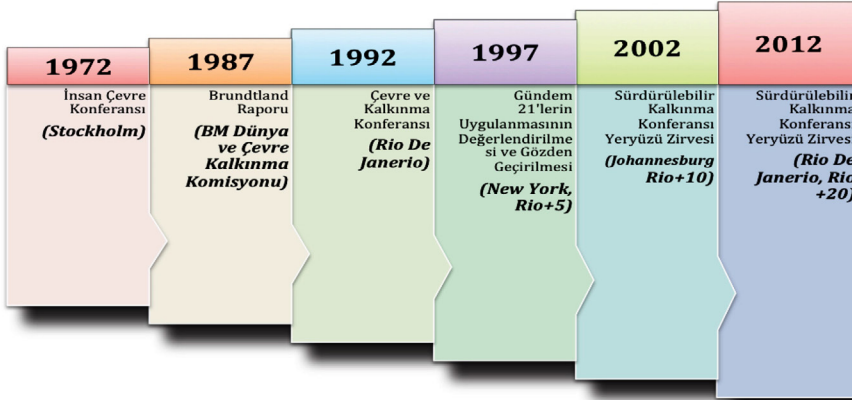 1972
İnsan Çevre
Konferansı
(Stockholm)
1987
Brundtland
Raporu
(BM Dünya
ve Çevre
Kalkınma
Komisyonu)
1992
Çevre ve
Kalkınma
Konferansı
(Rio De
Janerio)
1997
Gündem
21'lerin
Uygulanmasının
Değerlendirilme
si ve Gözden
Geçirilmesi
(New York,
Rio+5)
2002
Sürdürülebilir
Kalkınma
Konferansı
Yeryüzü Zirvesi
(Johannesburg
Rio+10)
2012
Sürdürülebilir
Kalkınma
Konferansı
Yeryüzü Zirvesi
(Rio De
Janerio, Rio
+20)